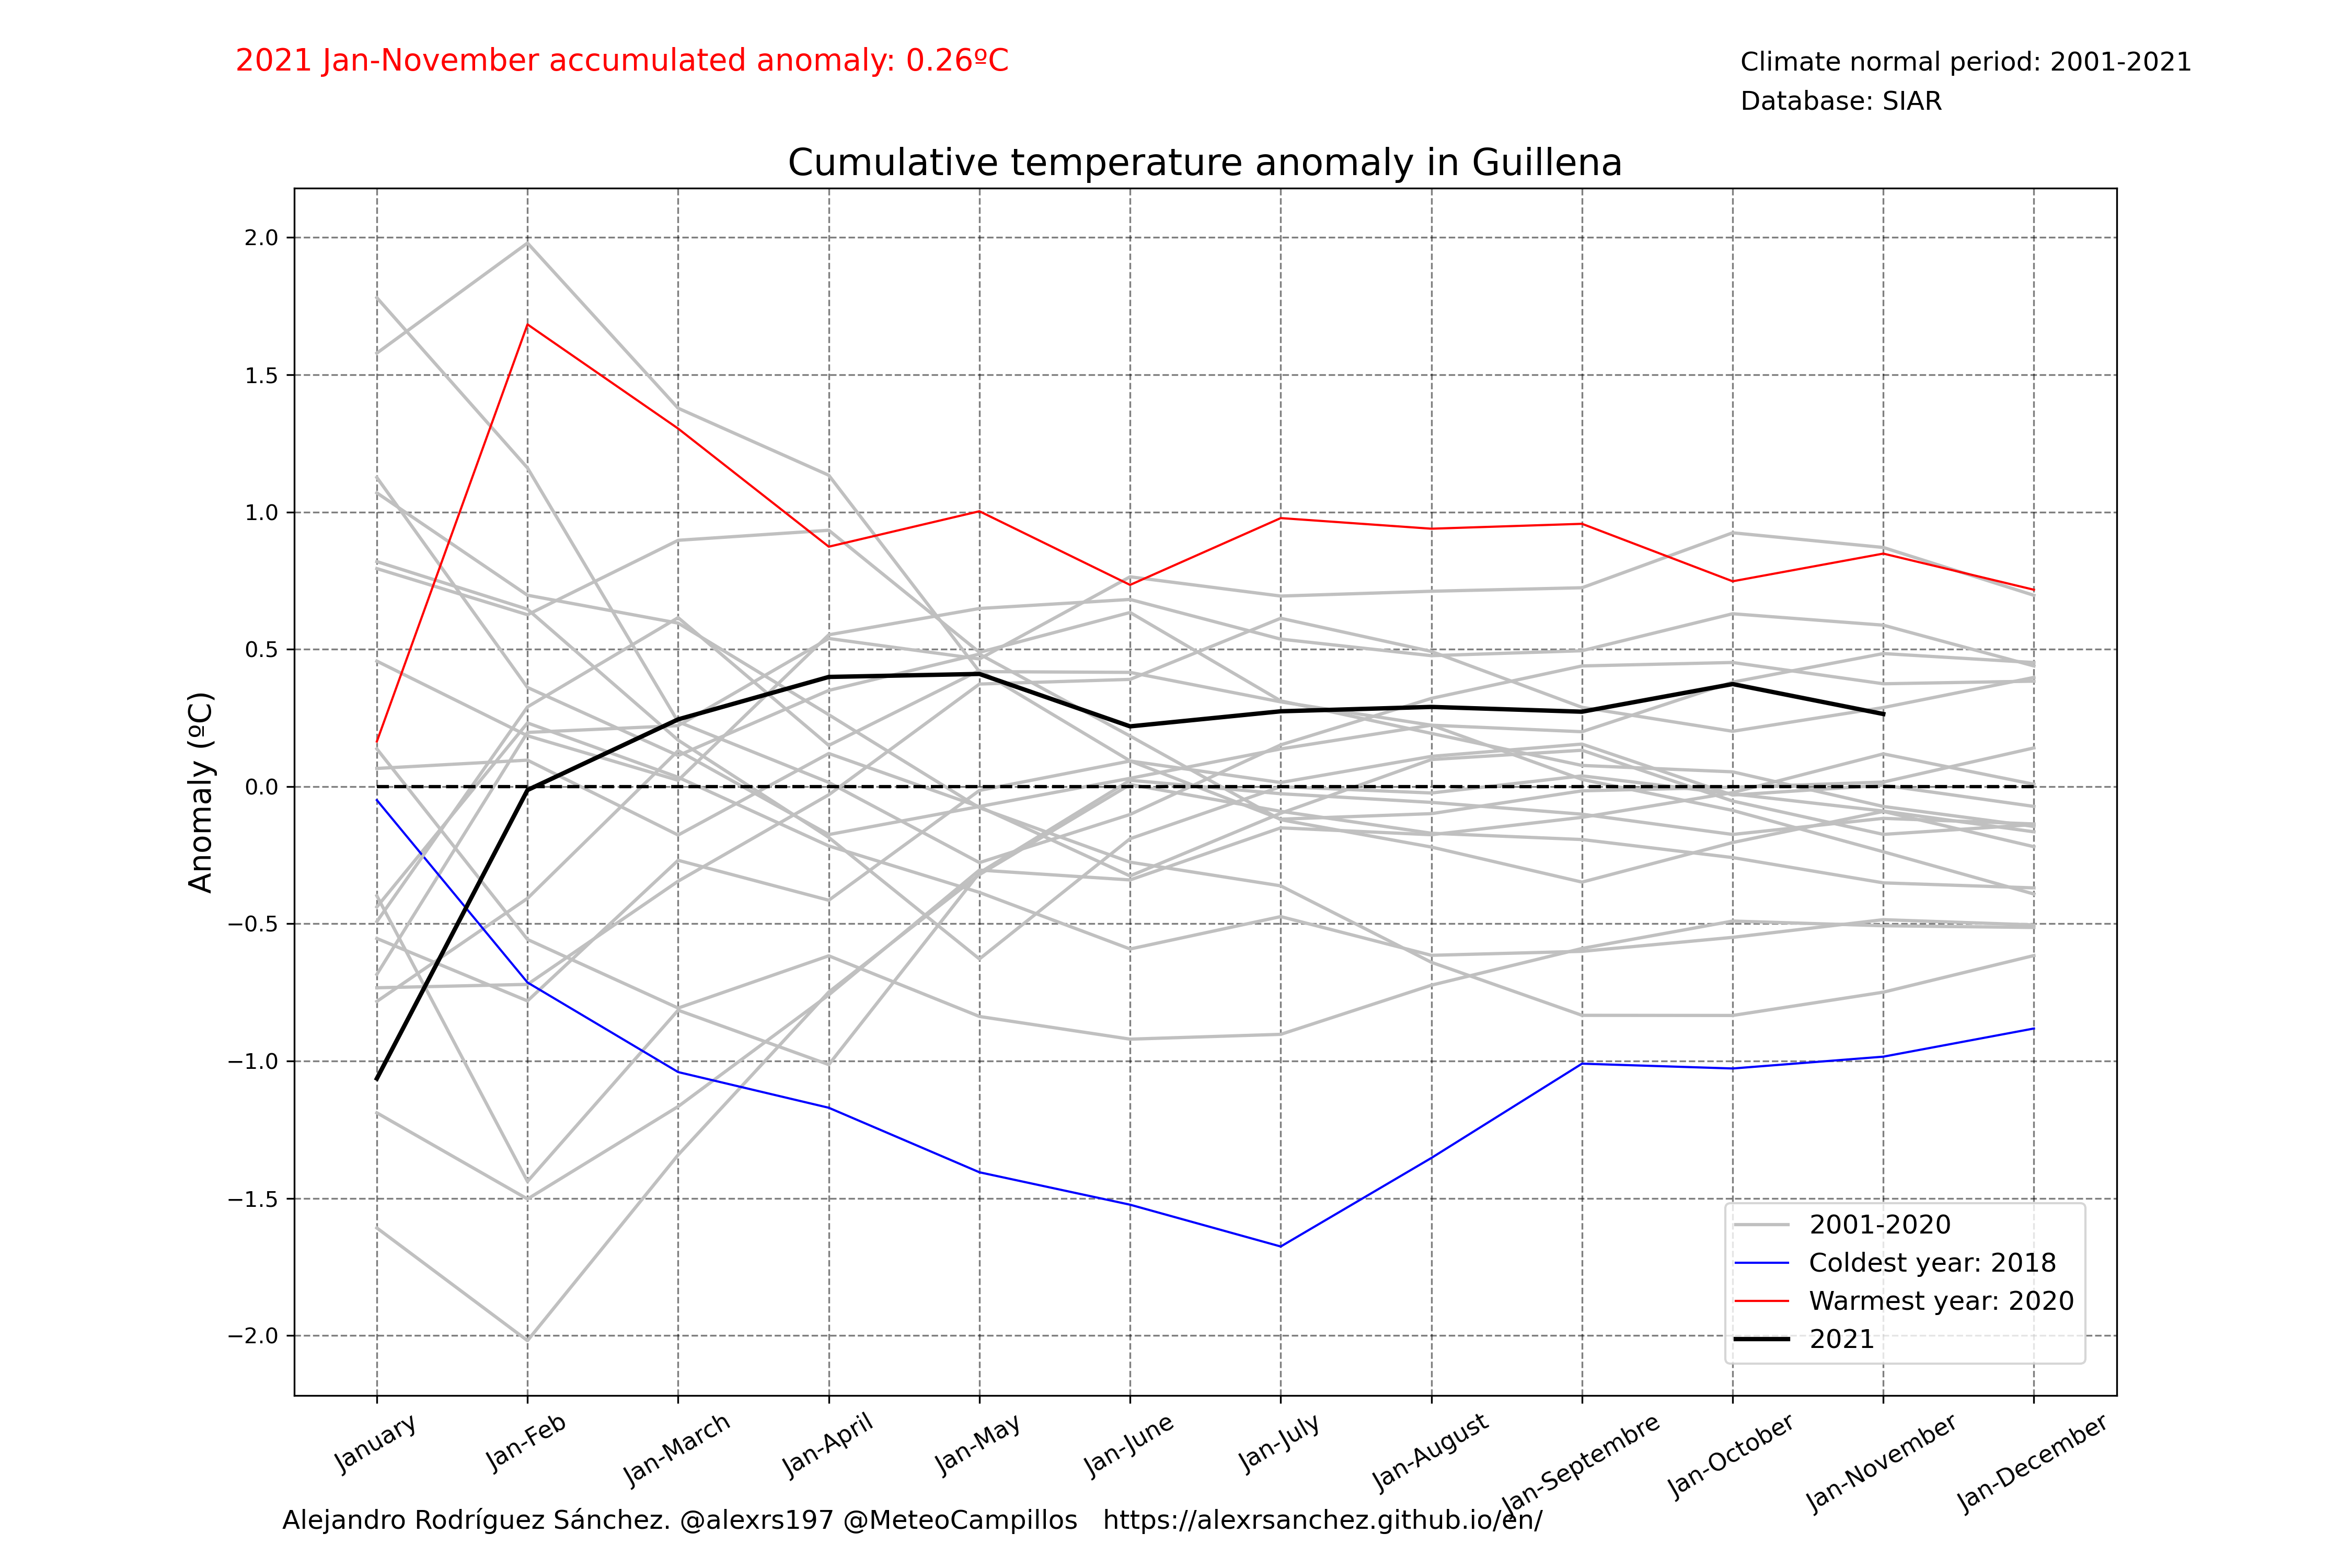 2021 Jan-November accumulated anomaly: 0.26ºC
Climate normal period: 2001-2021
Database: SIAR
Cumulative temperature anomaly in Guillena
Anomaly (ºC)
2.0
1.5
1.0
0.5
0.0
−0.5
−1.0
−1.5
−2.0
2001-2020
Coldest year: 2018
Warmest year: 2020
2021
January
Jan-Feb
Jan-March
Jan-April
Jan-May
Jan-June
Jan-July
Jan-August
Jan-Septembre
Jan-October
Jan-November
Jan-December
Alejandro Rodríguez Sánchez. @alexrs197 @MeteoCampillos   https://alexrsanchez.github.io/en/